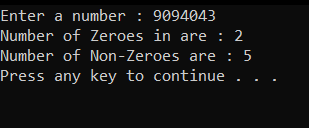 Enter a number : 9094043
Number of Zeroes in are : 2
Number of Non-Zeroes are : 5
Press any key to continue . . .